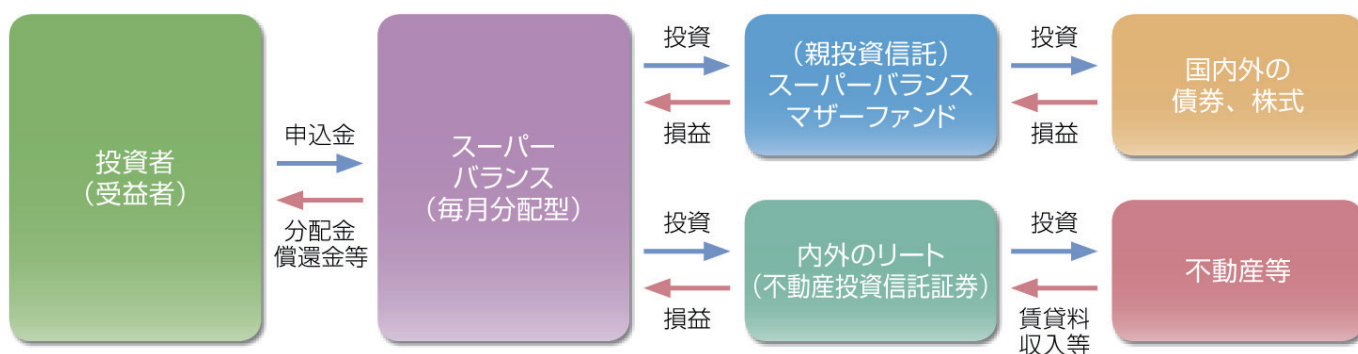 投資者
（受益者）
申込金
分配金
償還金等
スーパー
バランス
（毎月分配型）
投資
損益
（親投資信託）
スーパーバランス
マザーファンド
投資
損益
国内外の
債券、株式
投資
損益
内外のリート
（不動産投資信託証券）
投資
賃貸料
収入等
不動産等